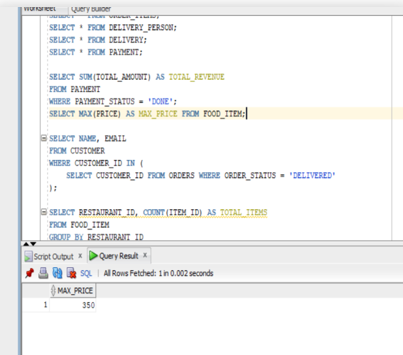 Worksheet Query Builder
SELECT * FROM ORDER_ITEMS;
SELECT * FROM DELIVERY_PERSON;
SELECT * FROM DELIVERY;
SELECT * FROM PAYMENT;
SELECT SUM(TOTAL_AMOUNT) AS TOTAL_REVENUE
FROM PAYMENT
WHERE PAYMENT_STATUS = 'DONE';
SELECT MAX(PRICE) AS MAX_PRICE FROM FOOD_ITEM;
SELECT NAME, EMAIL
FROM CUSTOMER
WHERE CUSTOMER_ID IN (
SELECT CUSTOMER_ID FROM ORDERS WHERE ORDER_STATUS = 'DELIVERED'
);
SELECT RESTAURANT_ID, COUNT(ITEM_ID) AS TOTAL_ITEMS
FROM FOOD_ITEM
GROUP BY RESTAURANT_ID
Script Output x Query Result x
SQL | All Rows Fetched: 1 in 0.002 seconds
MAX_PRICE
1 350